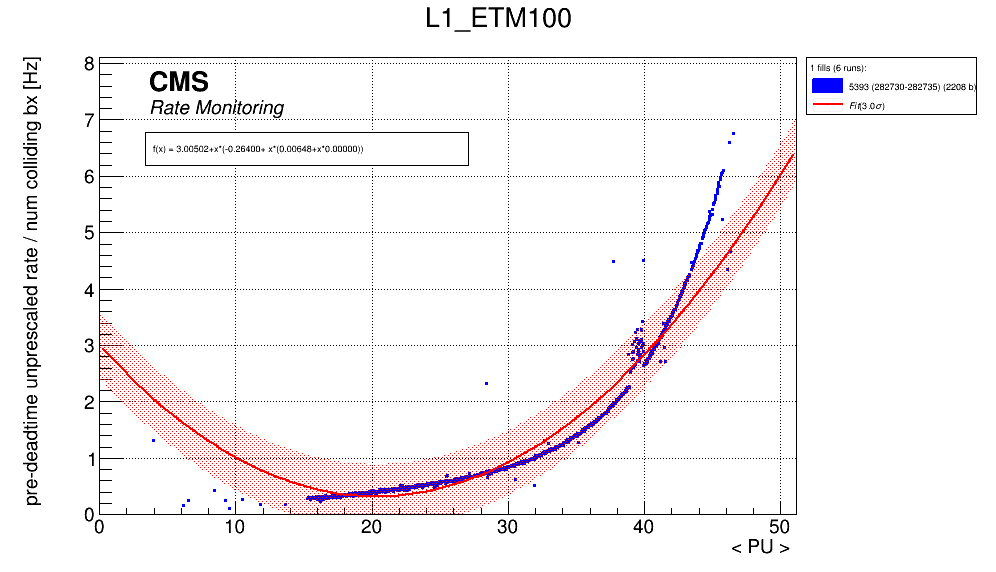 L1_ETM100
pre-deadtime unprescaled rate / num colliding bx [Hz]
8
7
6
5
4
3
2
1
0
CMS
Rate Monitoring
f(x) = 3.00502+x*(-0.26400+ x*(0.00648+x*0.00000))
1 fills (6 runs):
5393 (282730-282735) (2208 b)
Fit(3.0σ)
0 10 20 30 40 50
< PU >